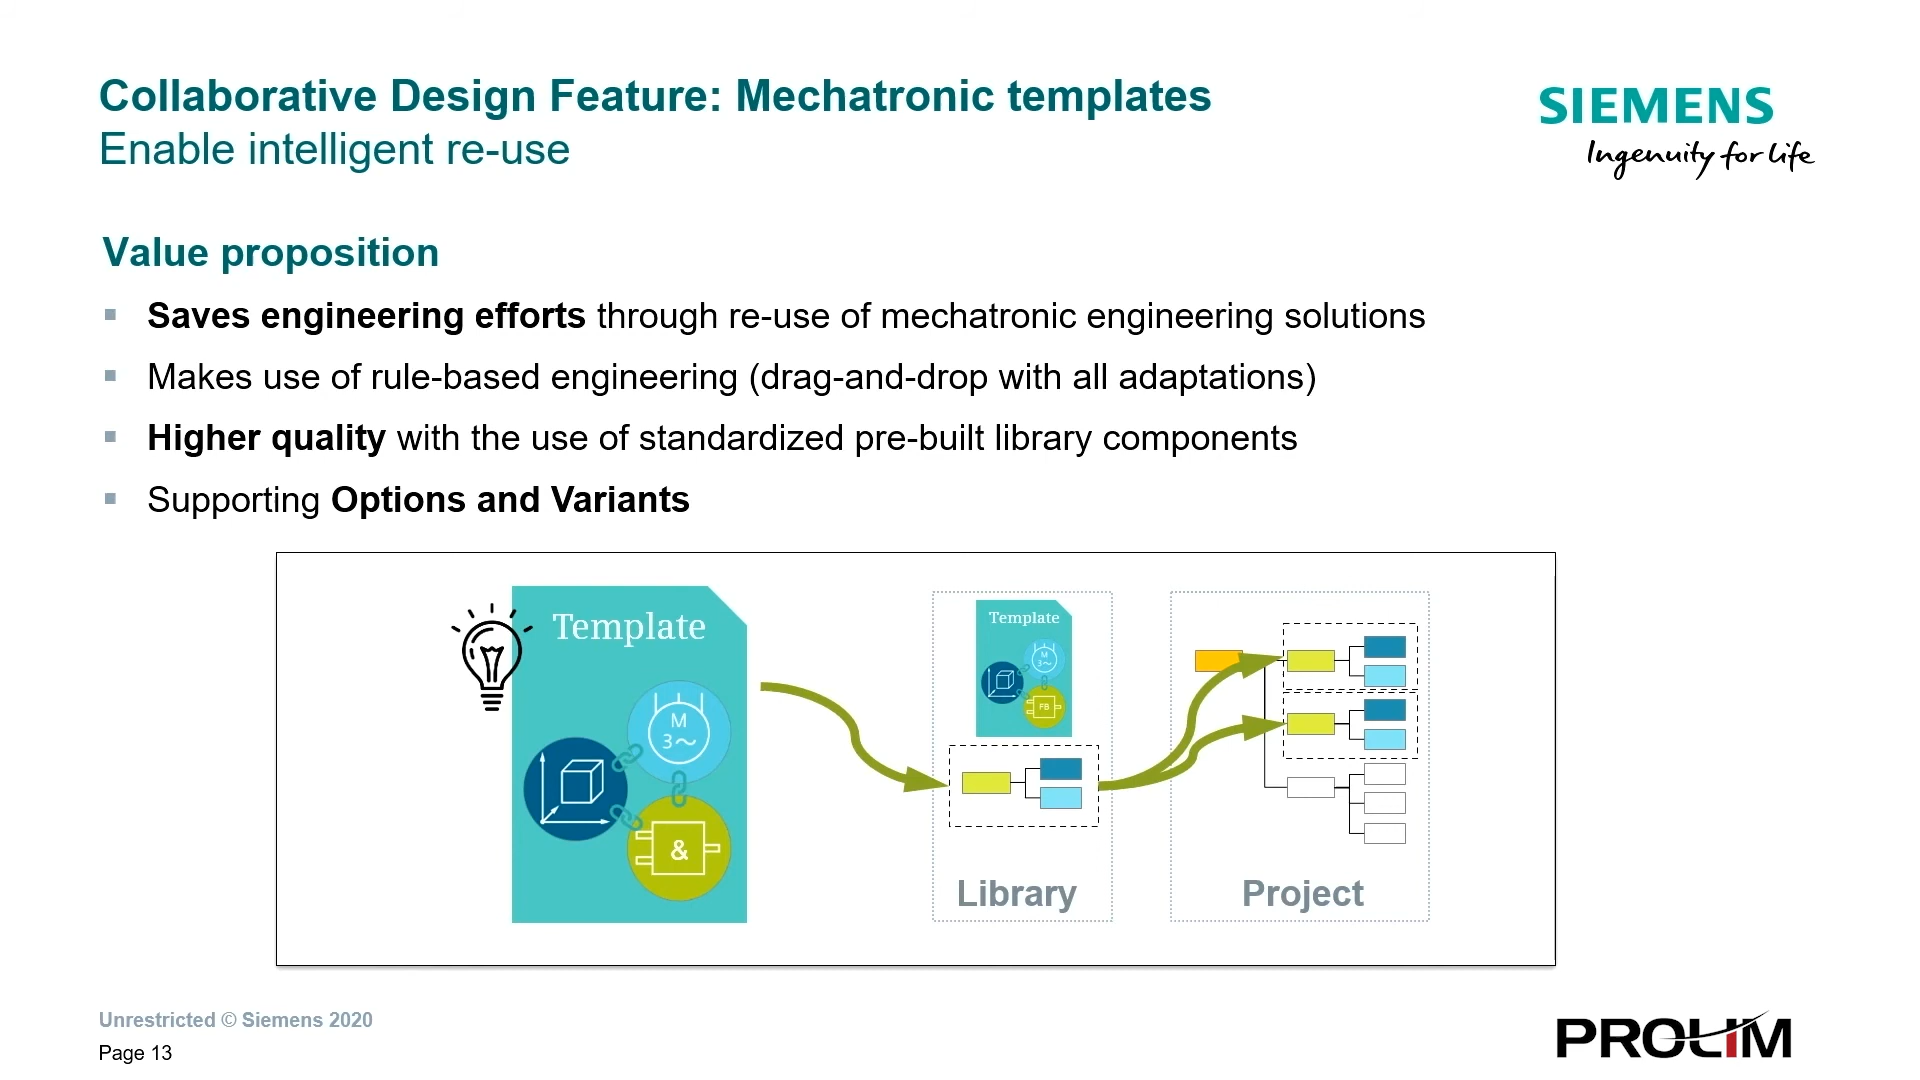 Collaborative Design Feature: Mechatronic templates
Enable intelligent re-use
SIEMENS
Ingenuity for life
Value proposition
Saves engineering efforts through re-use of mechatronic engineering solutions
Makes use of rule-based engineering (drag-and-drop with all adaptations)
Higher quality with the use of standardized pre-built library components
Supporting Options and Variants
Template
M
3~
&
Template
M
3~
FB
Library
Project
Unrestricted © Siemens 2020
Page 13
PROLIM